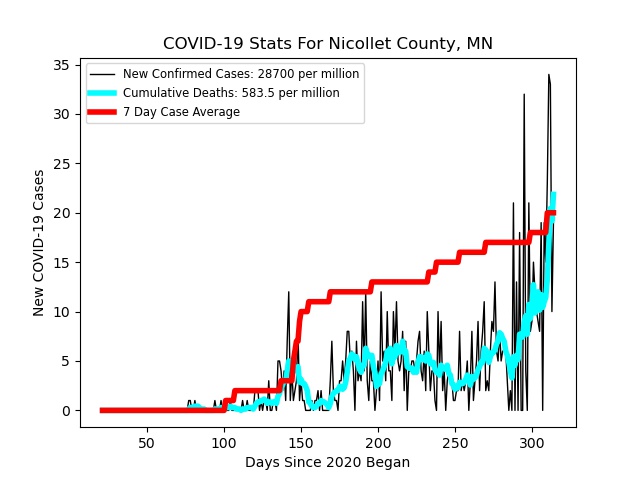 COVID-19 Stats For Nicollet County, MN
New Confirmed Cases: 28700 per million
Cumulative Deaths: 583.5 per million
7 Day Case Average
New COVID-19 Cases
35
30
25
20
15
10
5
0
50 100 150 200 250 300
Days Since 2020 Began